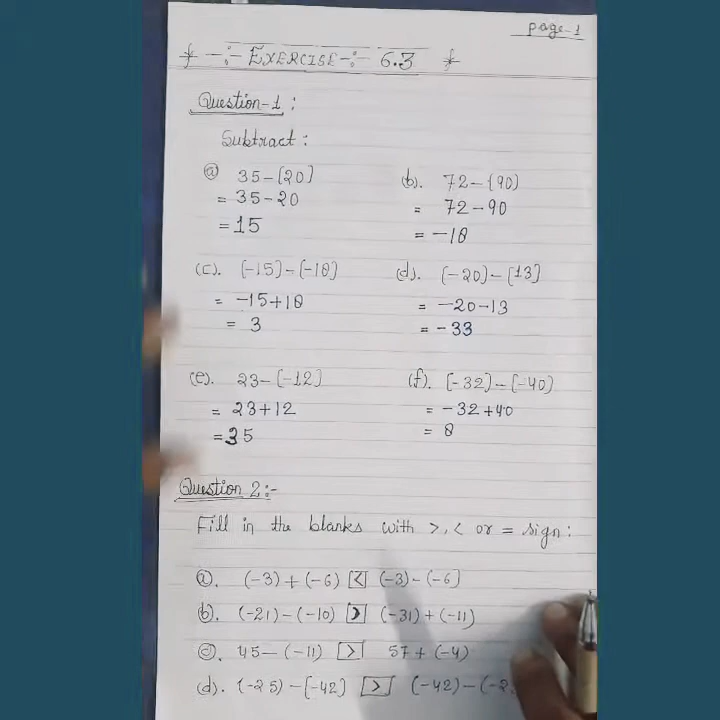 page-1
* -:- EXERCISE -:- 6.3 *
Question-1 :
Subtract :
(a) 35-(20) (b). 72-(90)
= 35-20 = 72-90
= 15 = -18
(c). (-15)-(-18) (d). (-20)-(13)
= -15+18 = -20-13
= 3 = -33
(e). 23-(-12) (f). (-32)-(-40)
= 23+12 = -32+40
= 35 = 8
Question 2:-
Fill in the blanks with >, < or = sign:
(a). (-3)+(-6) [<] (-3)-(-6)
(b). (-21)-(-10) [>] (-31)+(-11)
(c). 45-(-11) [>] 57+(-4)
(d). (-25)-(-42) [>] (-42)-(-2